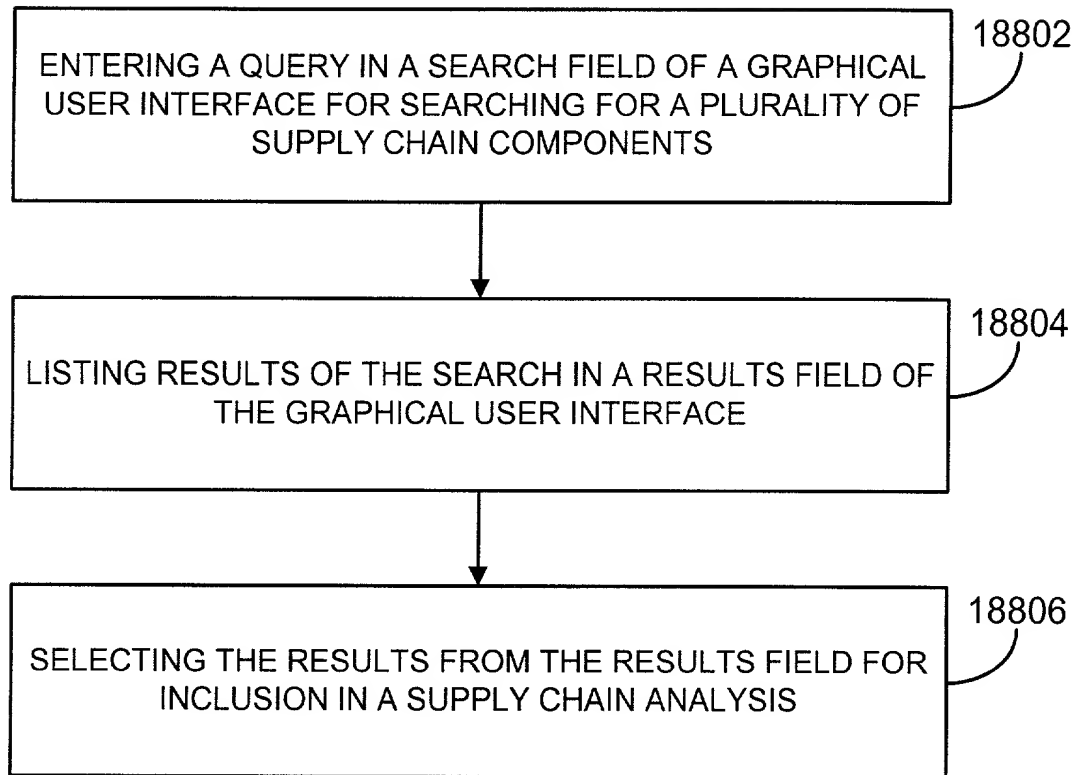 18802
ENTERING A QUERY IN A SEARCH FIELD OF A GRAPHICAL
USER INTERFACE FOR SEARCHING FOR A PLURALITY OF
SUPPLY CHAIN COMPONENTS
18804
LISTING RESULTS OF THE SEARCH IN A RESULTS FIELD OF
THE GRAPHICAL USER INTERFACE
18806
SELECTING THE RESULTS FROM THE RESULTS FIELD FOR
INCLUSION IN A SUPPLY CHAIN ANALYSIS